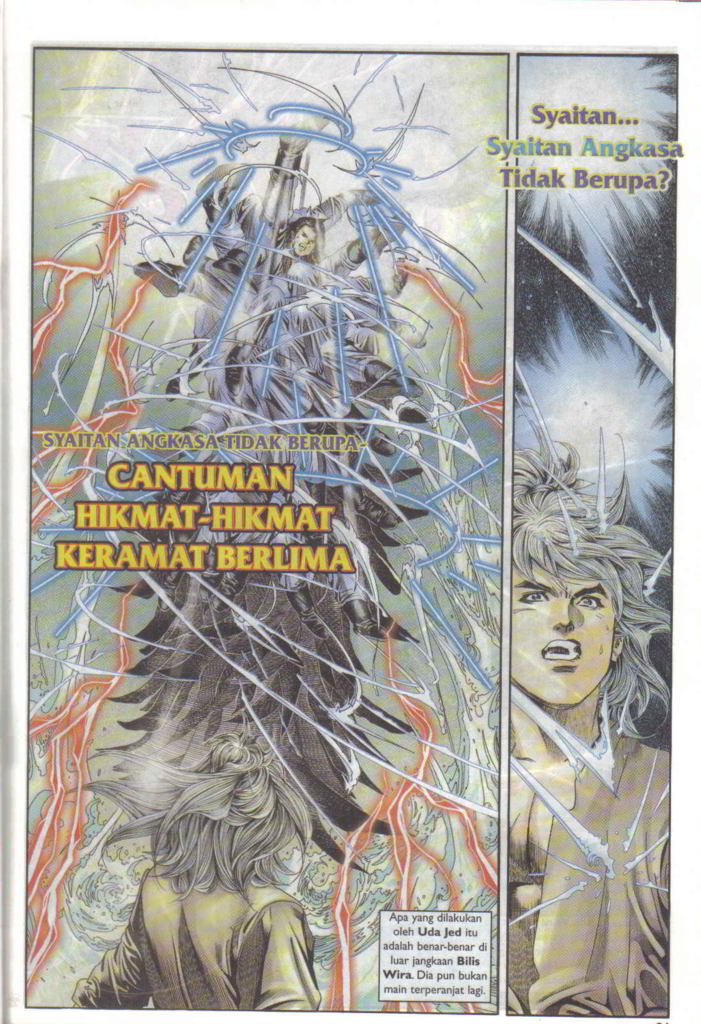 SYAITAN ANGKASA TIDAK BERUPA-
CANTUMAN
HIKMAT-HIKMAT
KERAMAT BERLIMA
Apa yang dilakukan
oleh Uda Jed itu
adalah benar-benar di
luar jangkaan Bilis
Wira. Dia pun bukan
main terperanjat lagi.
Syaitan...
Syaitan Angkasa
Tidak Berupa?